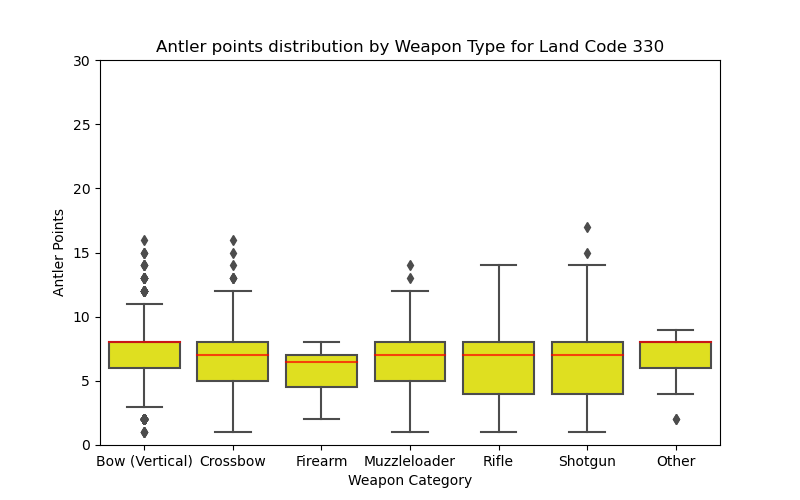 Antler points distribution by Weapon Type for Land Code 330
30
25
20
15
10
5
0
Antler Points
Bow (Vertical) Crossbow Firearm Muzzleloader Rifle Shotgun Other
Weapon Category